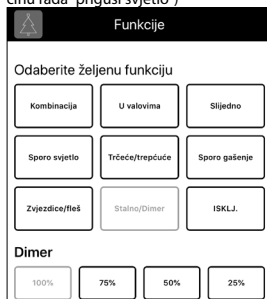 Funkcije
Odaberite željenu funkciju
Kombinacija
U valovima
Slijedno
Sporo svjetlo
Trčeće/trepćuće
Sporo gašenje
Zvjezdice/fleš
Stalno/Dimer
ISKLJ.
Dimer
100%
75%
50%
25%